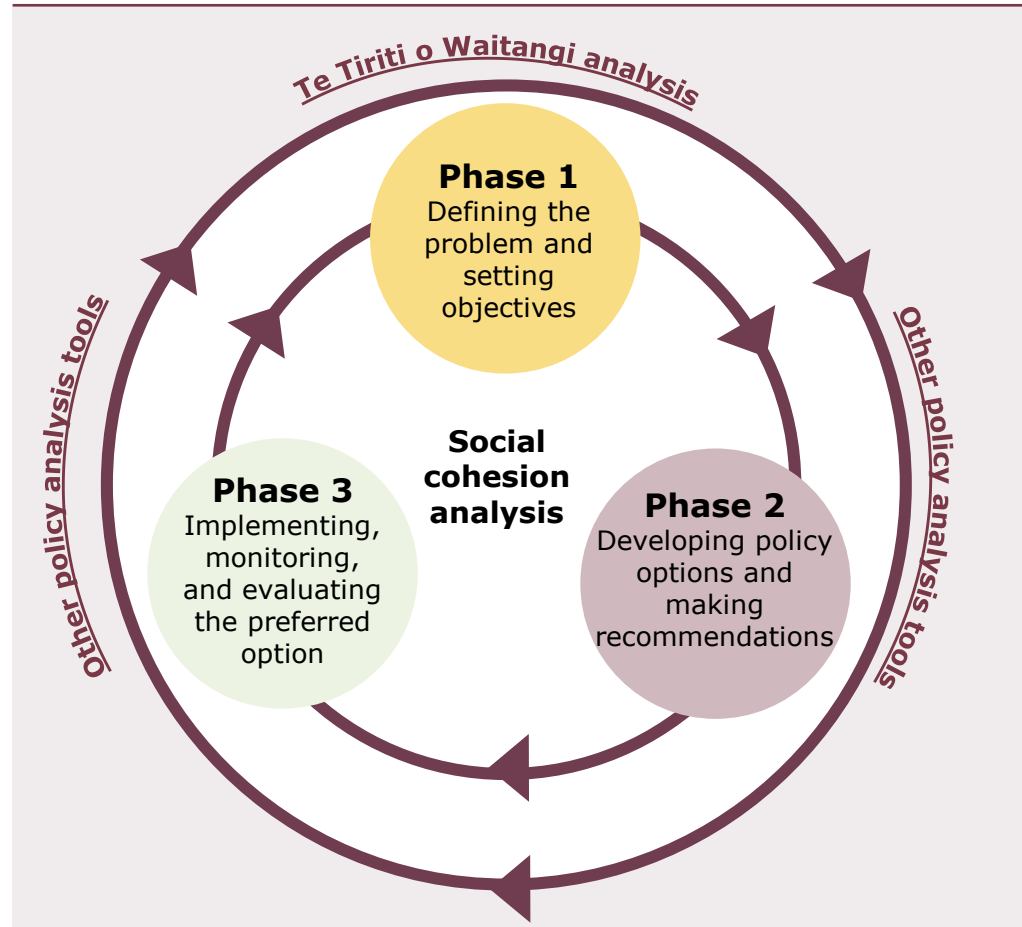 Te Tiriti o Waitangi analysis
Phase 1
Defining the
problem and
setting
objectives
Other policy analysis tools
Other policy analysis tools
Social
cohesion
analysis
Phase 3
Implementing,
monitoring,
and evaluating
the preferred
option
Phase 2
Developing policy
options and
making
recommendations